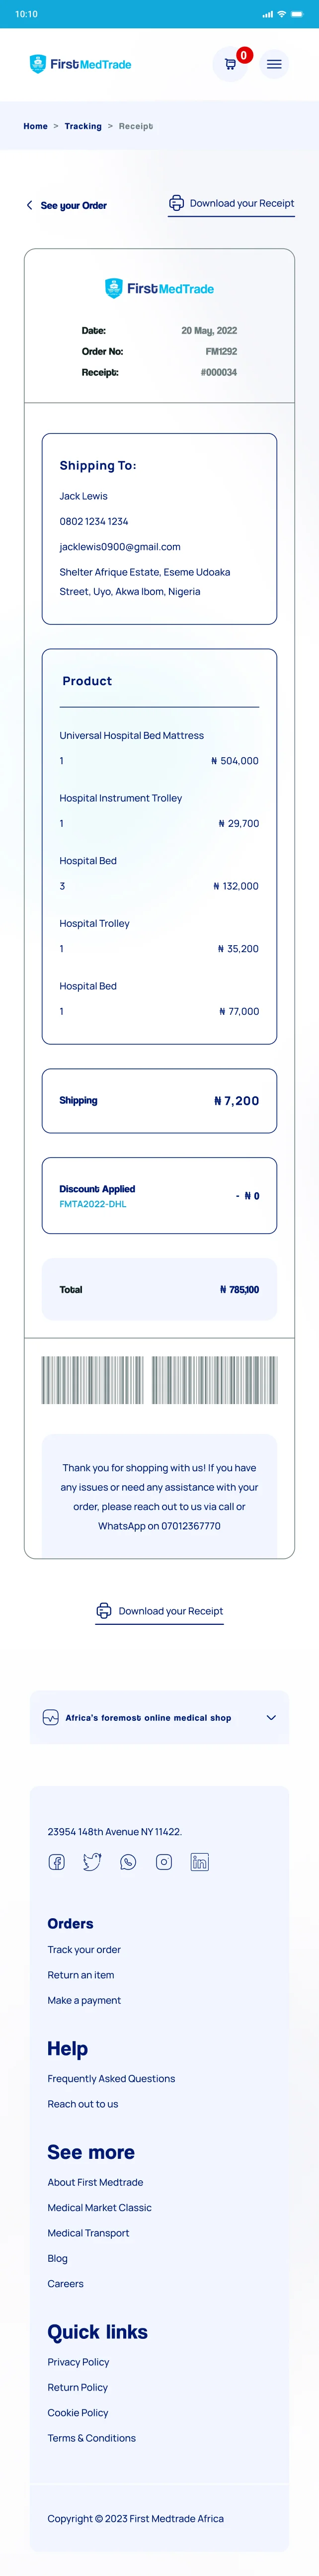 10:10
FirstMedTrade
0
Home > Tracking > Receipt
See your Order
Download your Receipt
FirstMedTrade
Date: 20 May, 2022
Order No: FM1292
Receipt: #000034
Shipping To:
Jack Lewis
0802 1234 1234
jacklewis0900@gmail.com
Shelter Afrique Estate, Eseme Udoaka
Street, Uyo, Akwa Ibom, Nigeria
Product
Universal Hospital Bed Mattress
1 ₦ 504,000
Hospital Instrument Trolley
1 ₦ 29,700
Hospital Bed
3 ₦ 132,000
Hospital Trolley
1 ₦ 35,200
Hospital Bed
1 ₦ 77,000
Shipping ₦ 7,200
Discount Applied
FMTA2022-DHL
- ₦ 0
Total ₦ 785,100
Thank you for shopping with us! If you have
any issues or need any assistance with your
order, please reach out to us via call or
WhatsApp on 07012367770
Download your Receipt
Africa's foremost online medical shop
23954 148th Avenue NY 11422.
Orders
Track your order
Return an item
Make a payment
Help
Frequently Asked Questions
Reach out to us
See more
About First Medtrade
Medical Market Classic
Medical Transport
Blog
Careers
Quick links
Privacy Policy
Return Policy
Cookie Policy
Terms & Conditions
Copyright © 2023 First Medtrade Africa